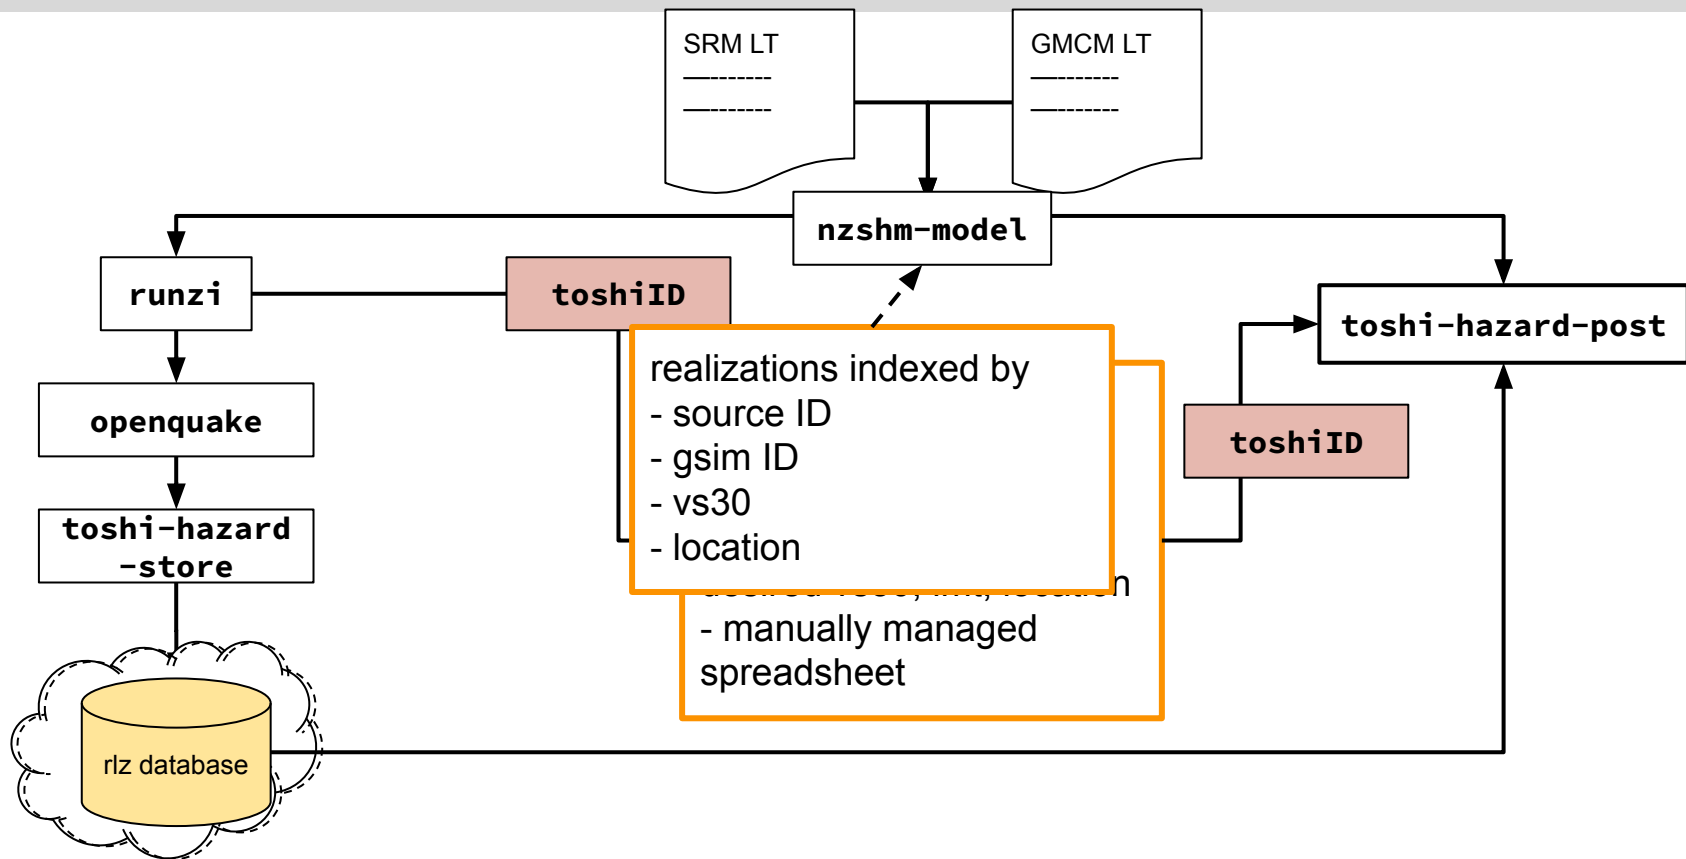 SRM LT
—-------
—-------
GMCM LT
—-------
—-------
nzshm-model
runzi
toshiID
toshi-hazard-post
realizations indexed by
- source ID
- gsim ID
- vs30
- location
openquake
toshiID
toshi-hazard
-store
location
- manually managed
spreadsheet
rlz database